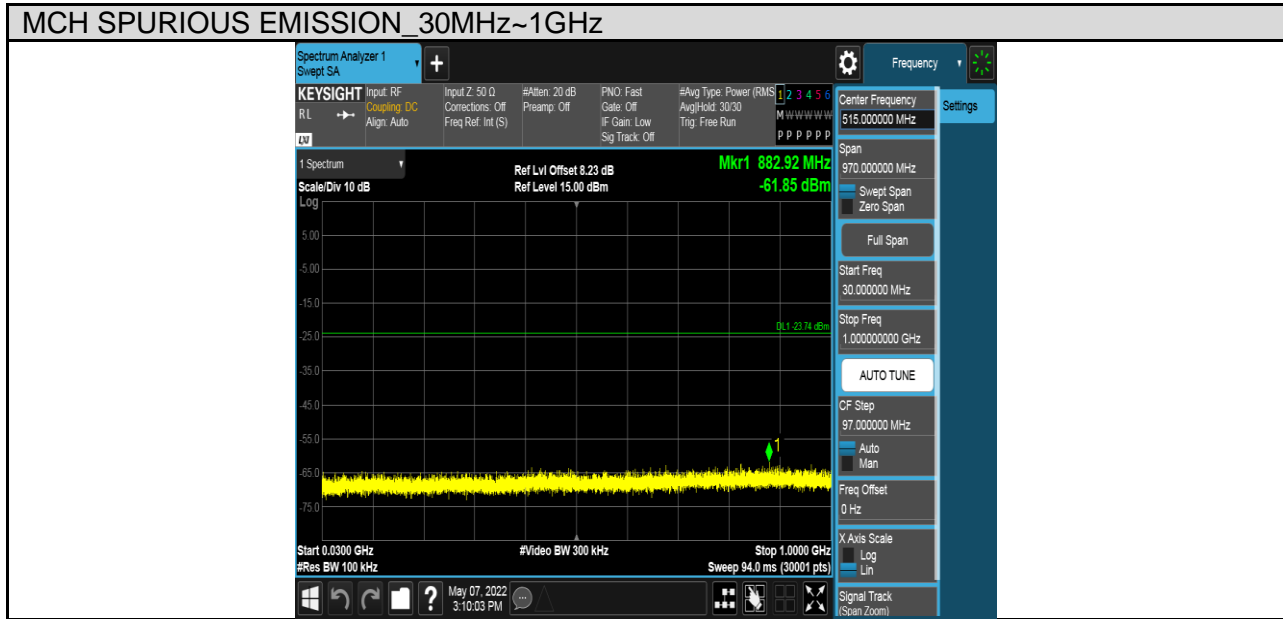 MCH SPURIOUS EMISSION_30MHz~1GHz
Spectrum Analyzer 1
Swept SA
Frequency
KEYSIGHT
RL
LXI
Input: RF
Coupling: DC
Align: Auto
Input Z: 50 Ω
Corrections: Off
Freq Ref: Int (S)
#Atten: 20 dB
Preamp: Off
PNO: Fast
Gate: Off
IF Gain: Low
Sig Track: Off
#Avg Type: Power (RMS
Avg|Hold: 30/30
Trig: Free Run
1 2 3 4 5 6
M W W W W W
P P P P P P
1 Spectrum
Scale/Div 10 dB
Log
Ref Lvl Offset 8.23 dB
Ref Level 15.00 dBm
Mkr1 882.92 MHz
-61.85 dBm
5.00
-5.00
-15.0
DL1 -23.74 dBm
-25.0
-35.0
-45.0
-55.0
1
-65.0
-75.0
Start 0.0300 GHz
#Res BW 100 kHz
#Video BW 300 kHz
Stop 1.0000 GHz
Sweep 94.0 ms (30001 pts)
May 07, 2022
3:10:03 PM
Center Frequency
515.000000 MHz
Settings
Span
970.000000 MHz
Swept Span
Zero Span
Full Span
Start Freq
30.000000 MHz
Stop Freq
1.000000000 GHz
AUTO TUNE
CF Step
97.000000 MHz
Auto
Man
Freq Offset
0 Hz
X Axis Scale
Log
Lin
Signal Track
(Span Zoom)